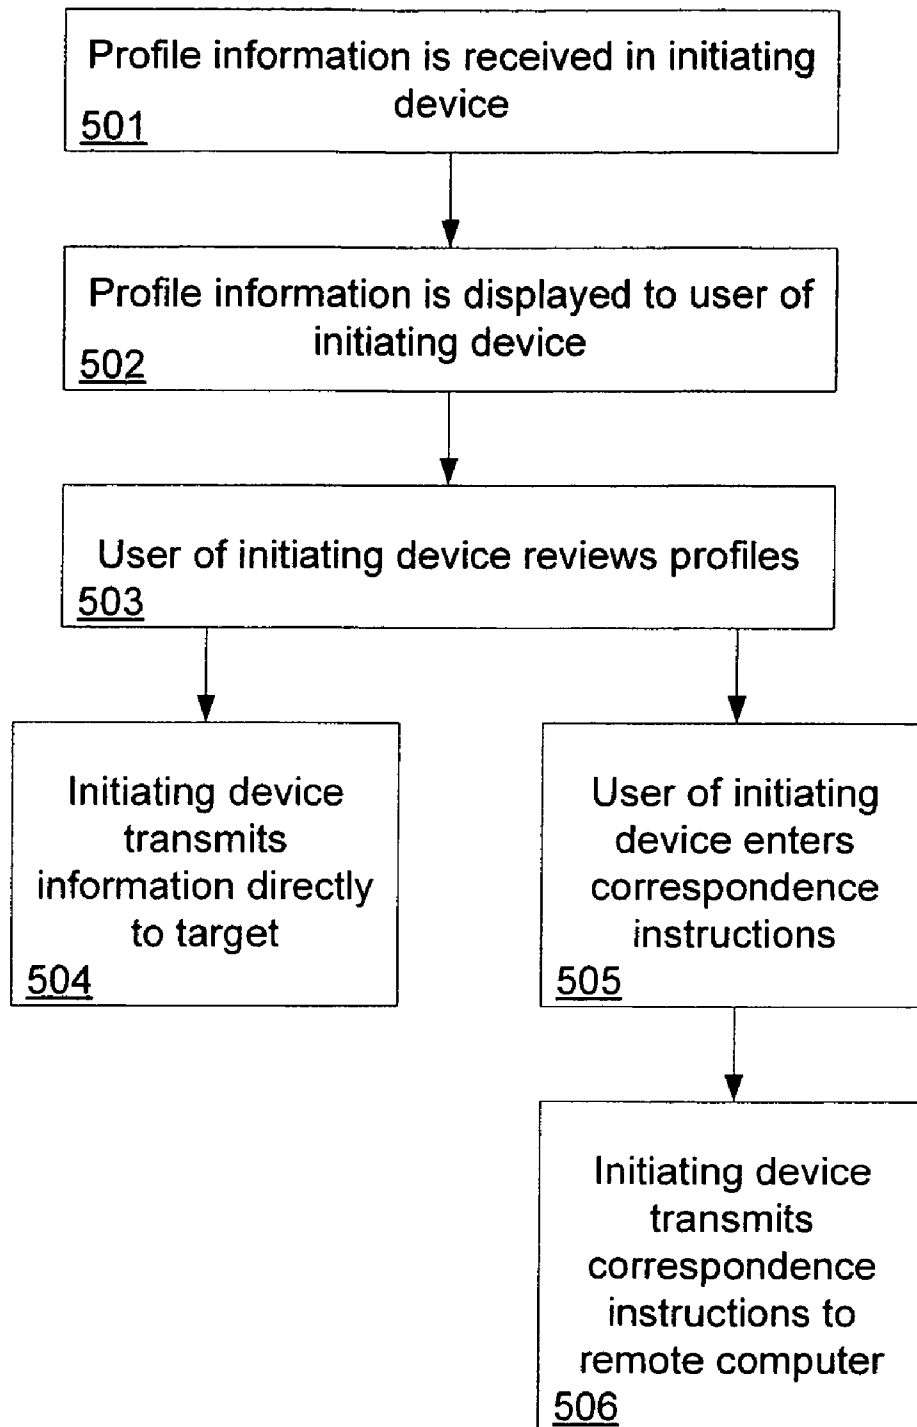 Profile information is received in initiating
device
501
Profile information is displayed to user of
initiating device
502
User of initiating device reviews profiles
503
Initiating device
transmits
information directly
to target
504
User of initiating
device enters
correspondence
instructions
505
Initiating device
transmits
correspondence
instructions to
remote computer
506